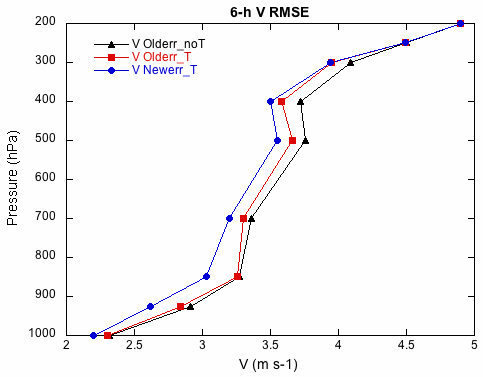 6-h V RMSE
200
300
400
500
600
700
800
900
1000
Pressure (hPa)
V Olderr_noT
V Olderr_T
V Newerr_T
2
2.5
3
3.5
4
4.5
5
V (m s-1)